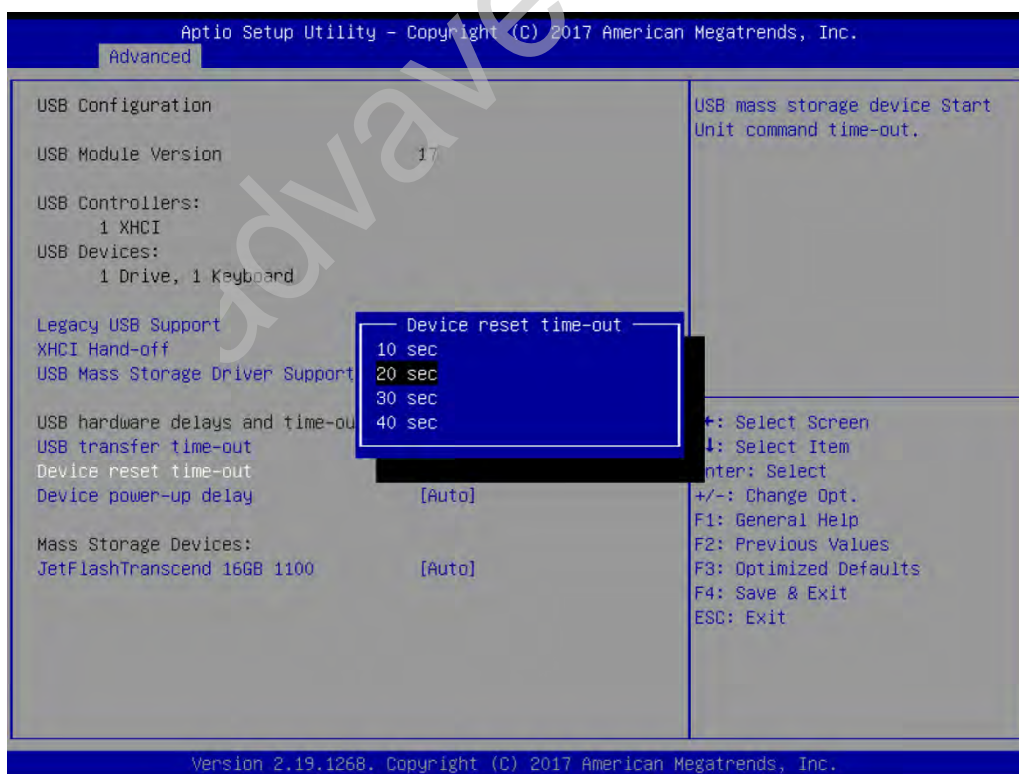 Aptio Setup Utility – Copyright (C) 2017 American Megatrends, Inc.
Advanced
USB Configuration
USB Module Version 17
USB Controllers:
1 XHCI
USB Devices:
1 Drive, 1 Keyboard
Legacy USB Support
XHCI Hand-off
USB Mass Storage Driver Support
USB hardware delays and time-ou
USB transfer time-out
Device reset time-out
Device power-up delay [Auto]
Mass Storage Devices:
JetFlashTranscend 16GB 1100 [Auto]
Device reset time-out
10 sec
20 sec
30 sec
40 sec
USB mass storage device Start
Unit command time-out.
: Select Screen
: Select Item
nter: Select
+/-: Change Opt.
F1: General Help
F2: Previous Values
F3: Optimized Defaults
F4: Save & Exit
ESC: Exit
Version 2.19.1268. Copyright (C) 2017 American Megatrends, Inc.
advave